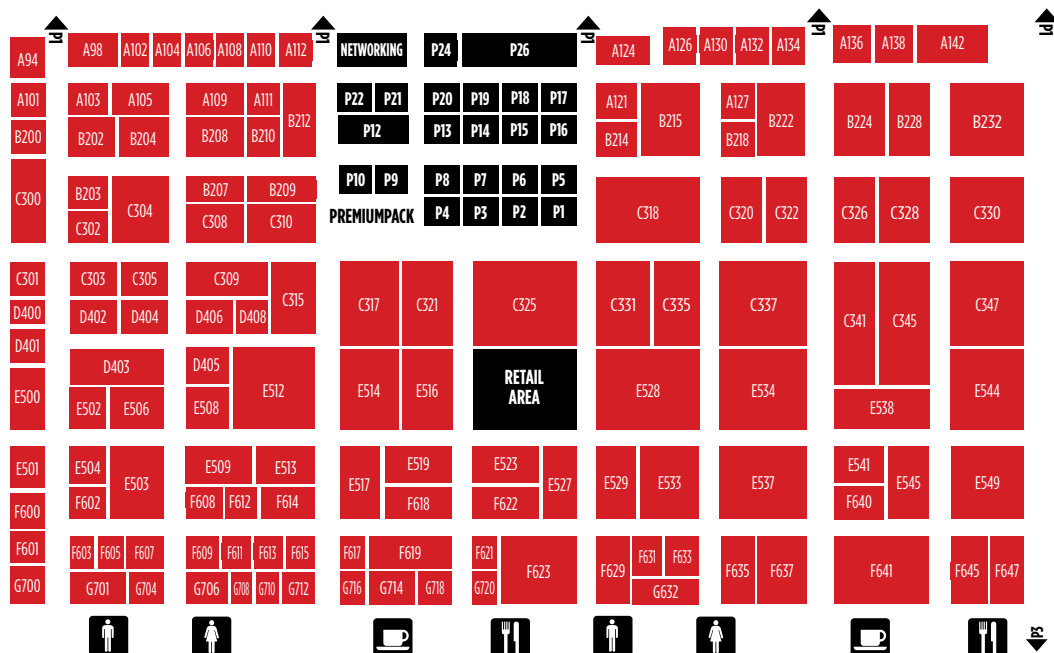 P1
P1
P1
P1
P1
A94
A98
A102
A104
A106
A108
A110
A112
NETWORKING
P24
P26
A124
A126
A130
A132
A134
A136
A138
A142
A101
A103
A105
A109
A111
B212
P22
P21
P20
P19
P18
P17
A121
B215
A127
B222
B224
B228
B232
B200
B202
B204
B208
B210
P12
P13
P14
P15
P16
B214
B218
C300
B203
C304
B207
B209
P10
P9
P8
P7
P6
P5
C302
C308
C310
PREMIUMPACK
P4
P3
P2
P1
C318
C320
C322
C326
C328
C330
C301
C303
C305
C309
C315
C317
C321
C325
C331
C335
C337
C341
C345
C347
D400
D402
D404
D406
D408
D401
D403
D405
E512
E514
E516
RETAIL
AREA
E528
E534
E544
E500
E502
E506
E508
E538
E501
E504
E503
E509
E513
E517
E519
E523
E527
E529
E533
E537
E541
E545
E549
F600
F602
F608
F612
F614
F618
F622
F640
F601
F603
F605
F607
F609
F611
F613
F615
F617
F619
F621
F623
F629
F631
F633
F635
F637
F641
F645
F647
G700
G701
G704
G706
G708
G710
G712
G716
G714
G718
G720
G632
P3